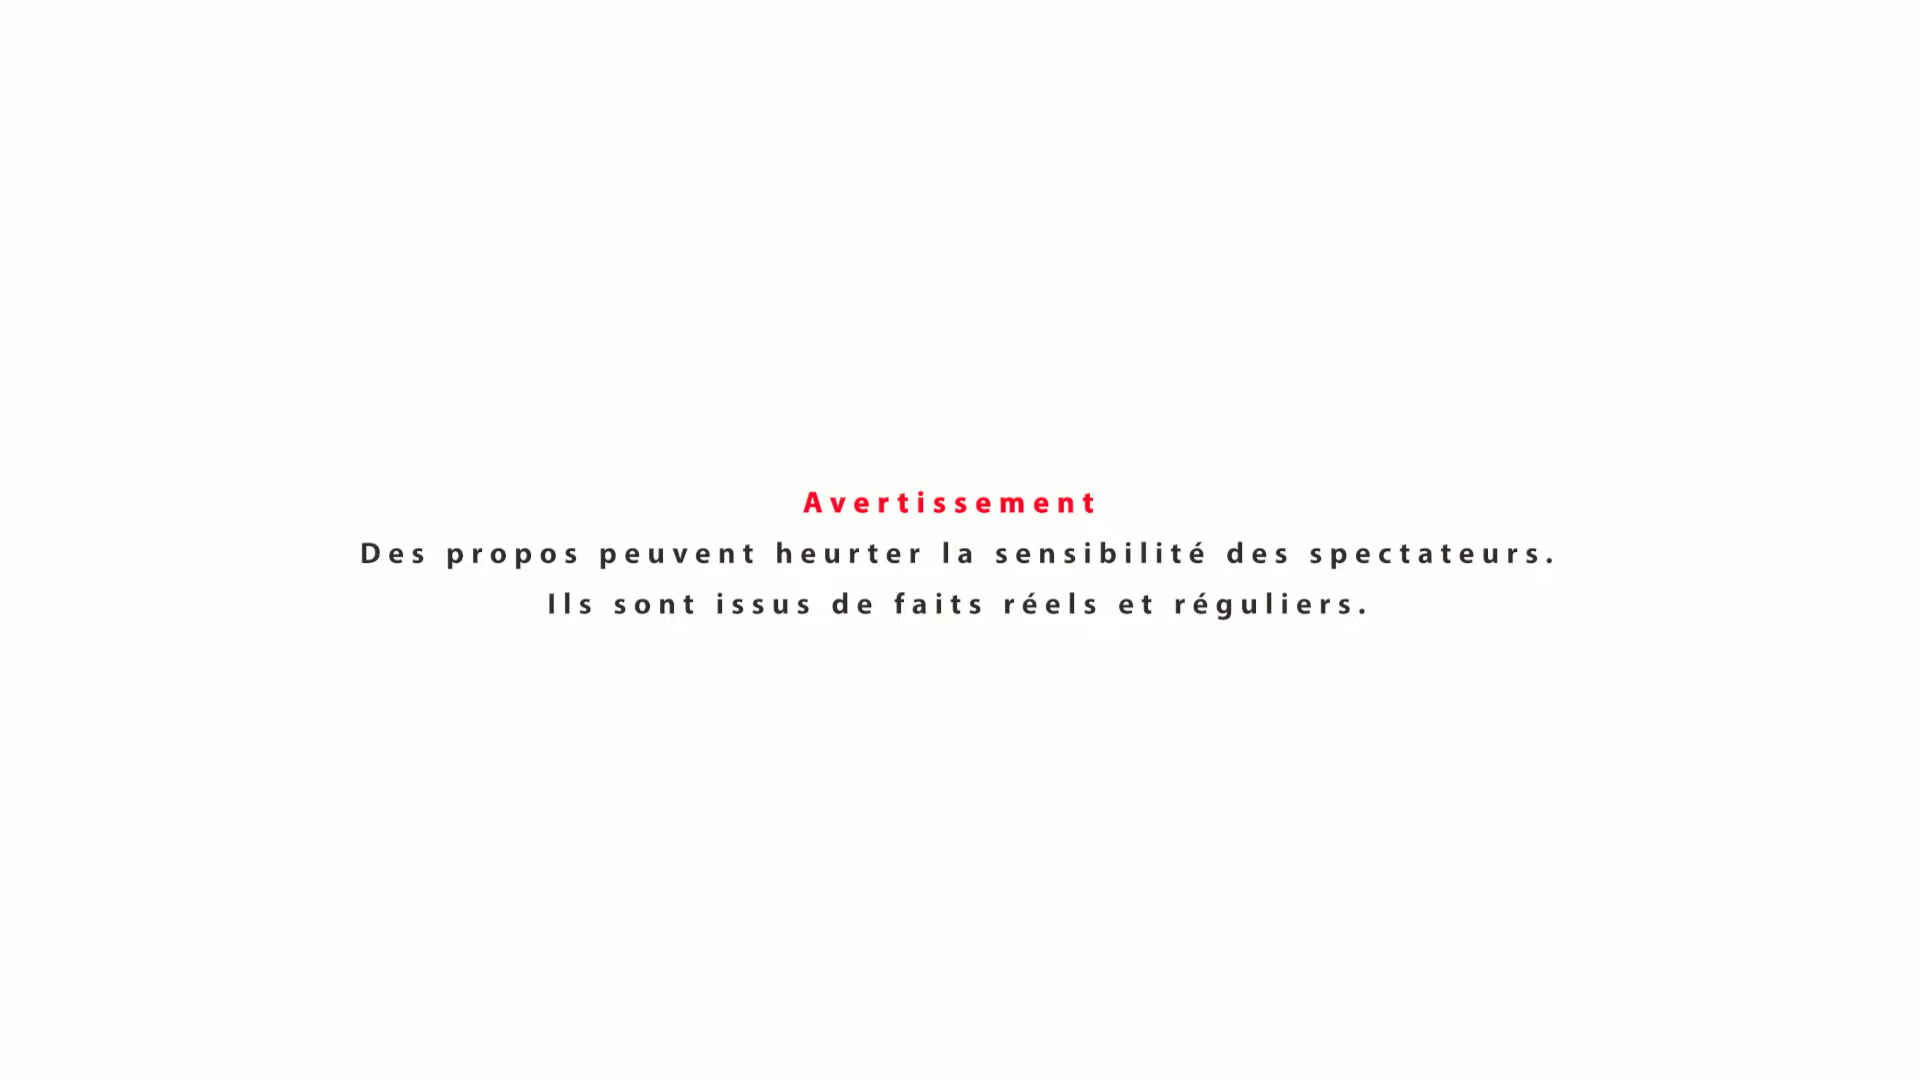 Avertissement
Des propos peuvent heurter la sensibilité des spectateurs.
Ils sont issus de faits réels et réguliers.